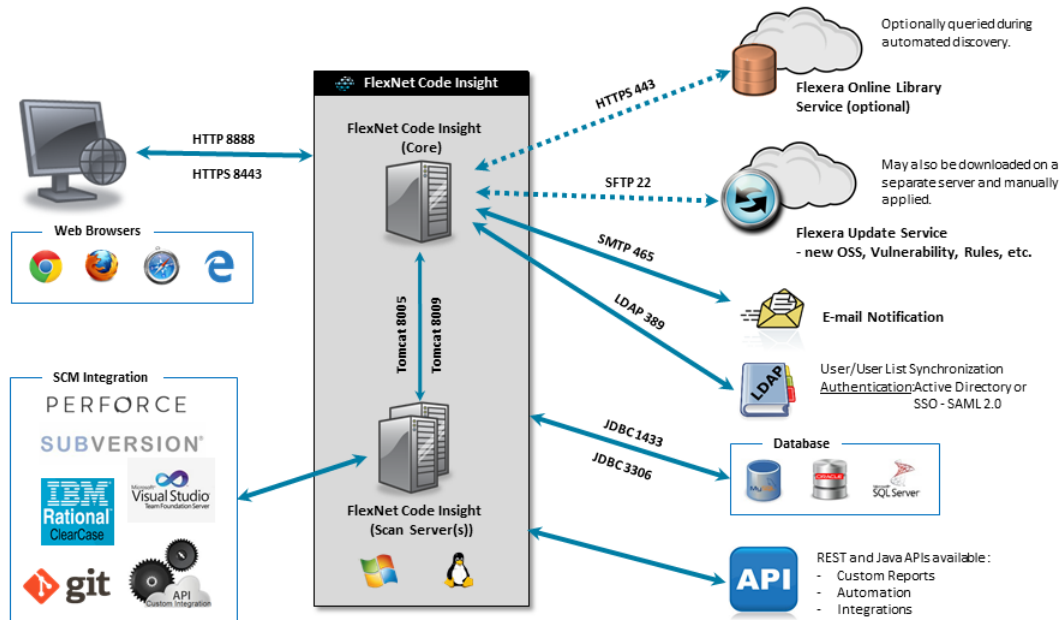 FlexNet Code Insight
FlexNet Code Insight
(Core)
HTTP 8888
HTTPS 8443
Web Browsers
SCM Integration
PERFORCE
SUBVERSION®
IBM
Rational
ClearCase
Microsoft®
Visual Studio
Team Foundation Server
git
API
Custom Integration
Tomcat 8005
Tomcat 8009
FlexNet Code Insight
(Scan Server(s))
HTTPS 443
SFTP 22
SMTP 465
LDAP 389
JDBC 1433
JDBC 3306
Optionally queried during
automated discovery.
Flexera Online Library
Service (optional)
May also be downloaded on a
separate server and manually
applied.
Flexera Update Service
- new OSS, Vulnerability, Rules, etc.
E-mail Notification
LDAP
User/User List Synchronization
Authentication:Active Directory or
SSO - SAML 2.0
Database
MySQL
ORACLE
Microsoft
SQL Server
API
REST and Java APIs available :
- Custom Reports
- Automation
- Integrations